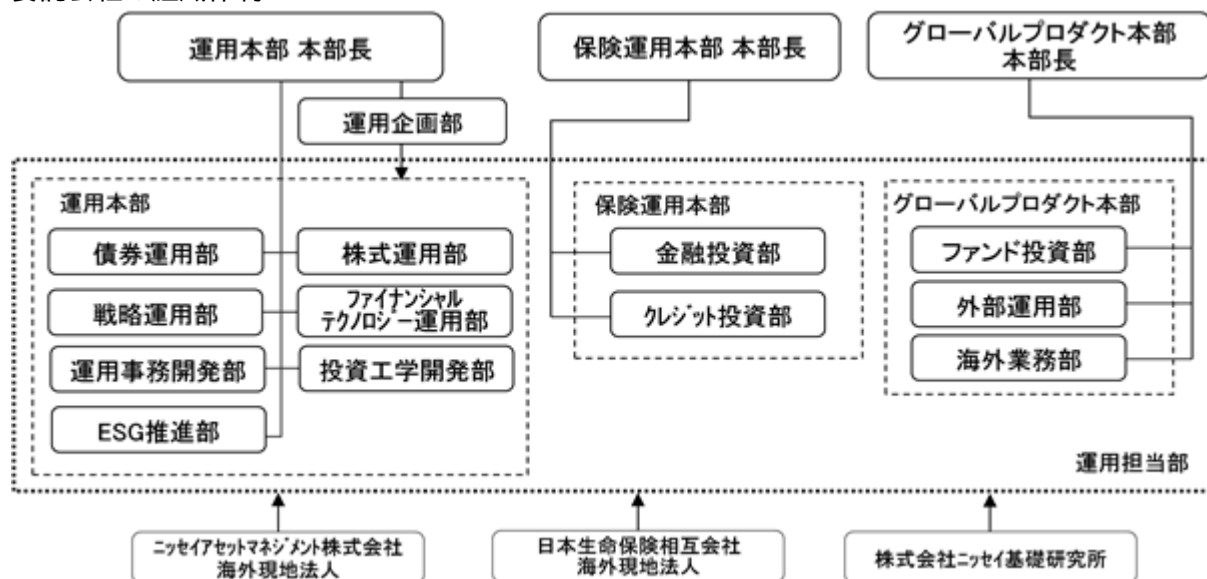 運用本部 本部長
保険運用本部 本部長
グローバルプロダクト本部
本部長
運用企画部
運用本部
債券運用部
株式運用部
戦略運用部
ファイナンシャル
テクノロジー運用部
運用事務開発部
投資工学開発部
ESG推進部
保険運用本部
金融投資部
クレジット投資部
グローバルプロダクト本部
ファンド投資部
外部運用部
海外業務部
運用担当部
ニッセイアセットマネジメント株式会社
海外現地法人
日本生命保険相互会社
海外現地法人
株式会社ニッセイ基礎研究所